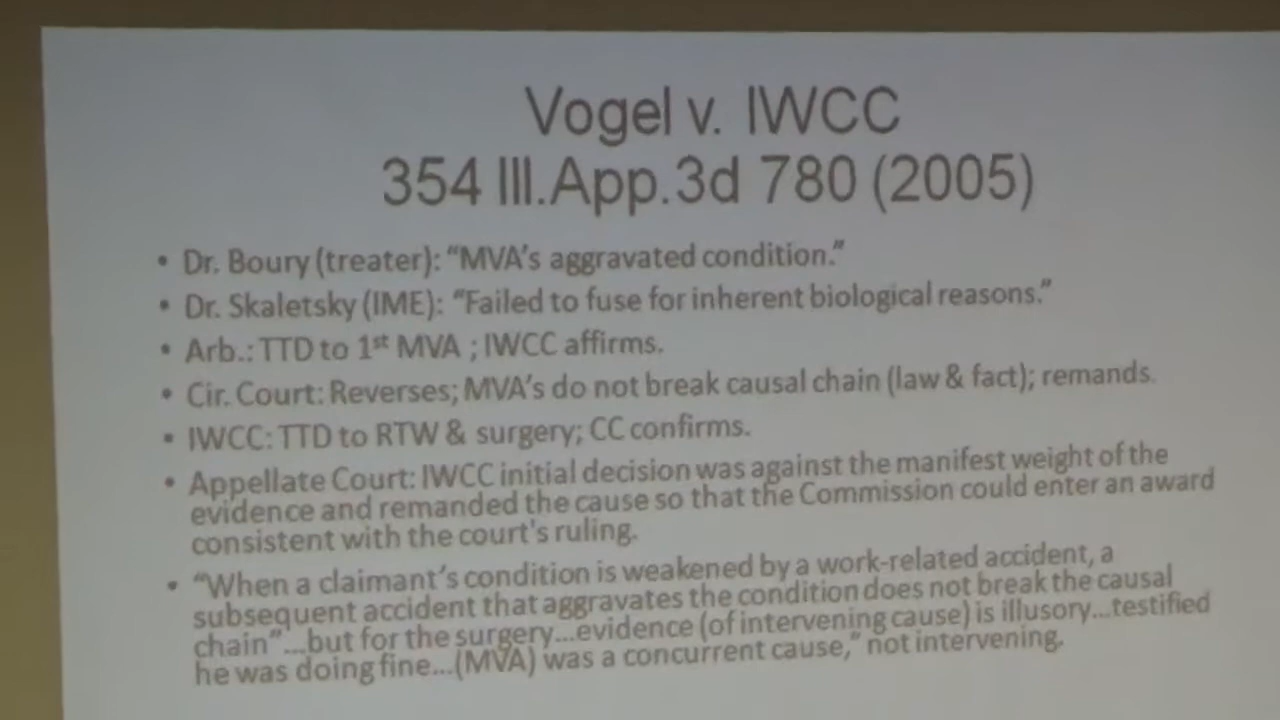 Vogel v. IWCC
354 Ill.App.3d 780 (2005)
• Dr. Boury (treater): “MVA’s aggravated condition.”
• Dr. Skaletsky (IME): “Failed to fuse for inherent biological reasons.”
• Arb.: TTD to 1st MVA ; IWCC affirms.
• Cir. Court: Reverses; MVA’s do not break causal chain (law & fact); remands.
• IWCC: TTD to RTW & surgery; CC confirms.
• Appellate Court: IWCC initial decision was against the manifest weight of the
evidence and remanded the cause so that the Commission could enter an award
consistent with the court's ruling.
• “When a claimant’s condition is weakened by a work-related accident, a
subsequent accident that aggravates the condition does not break the causal
chain”...but for the surgery...evidence (of intervening cause) is illusory...testified
he was doing fine...(MVA) was a concurrent cause,” not intervening.